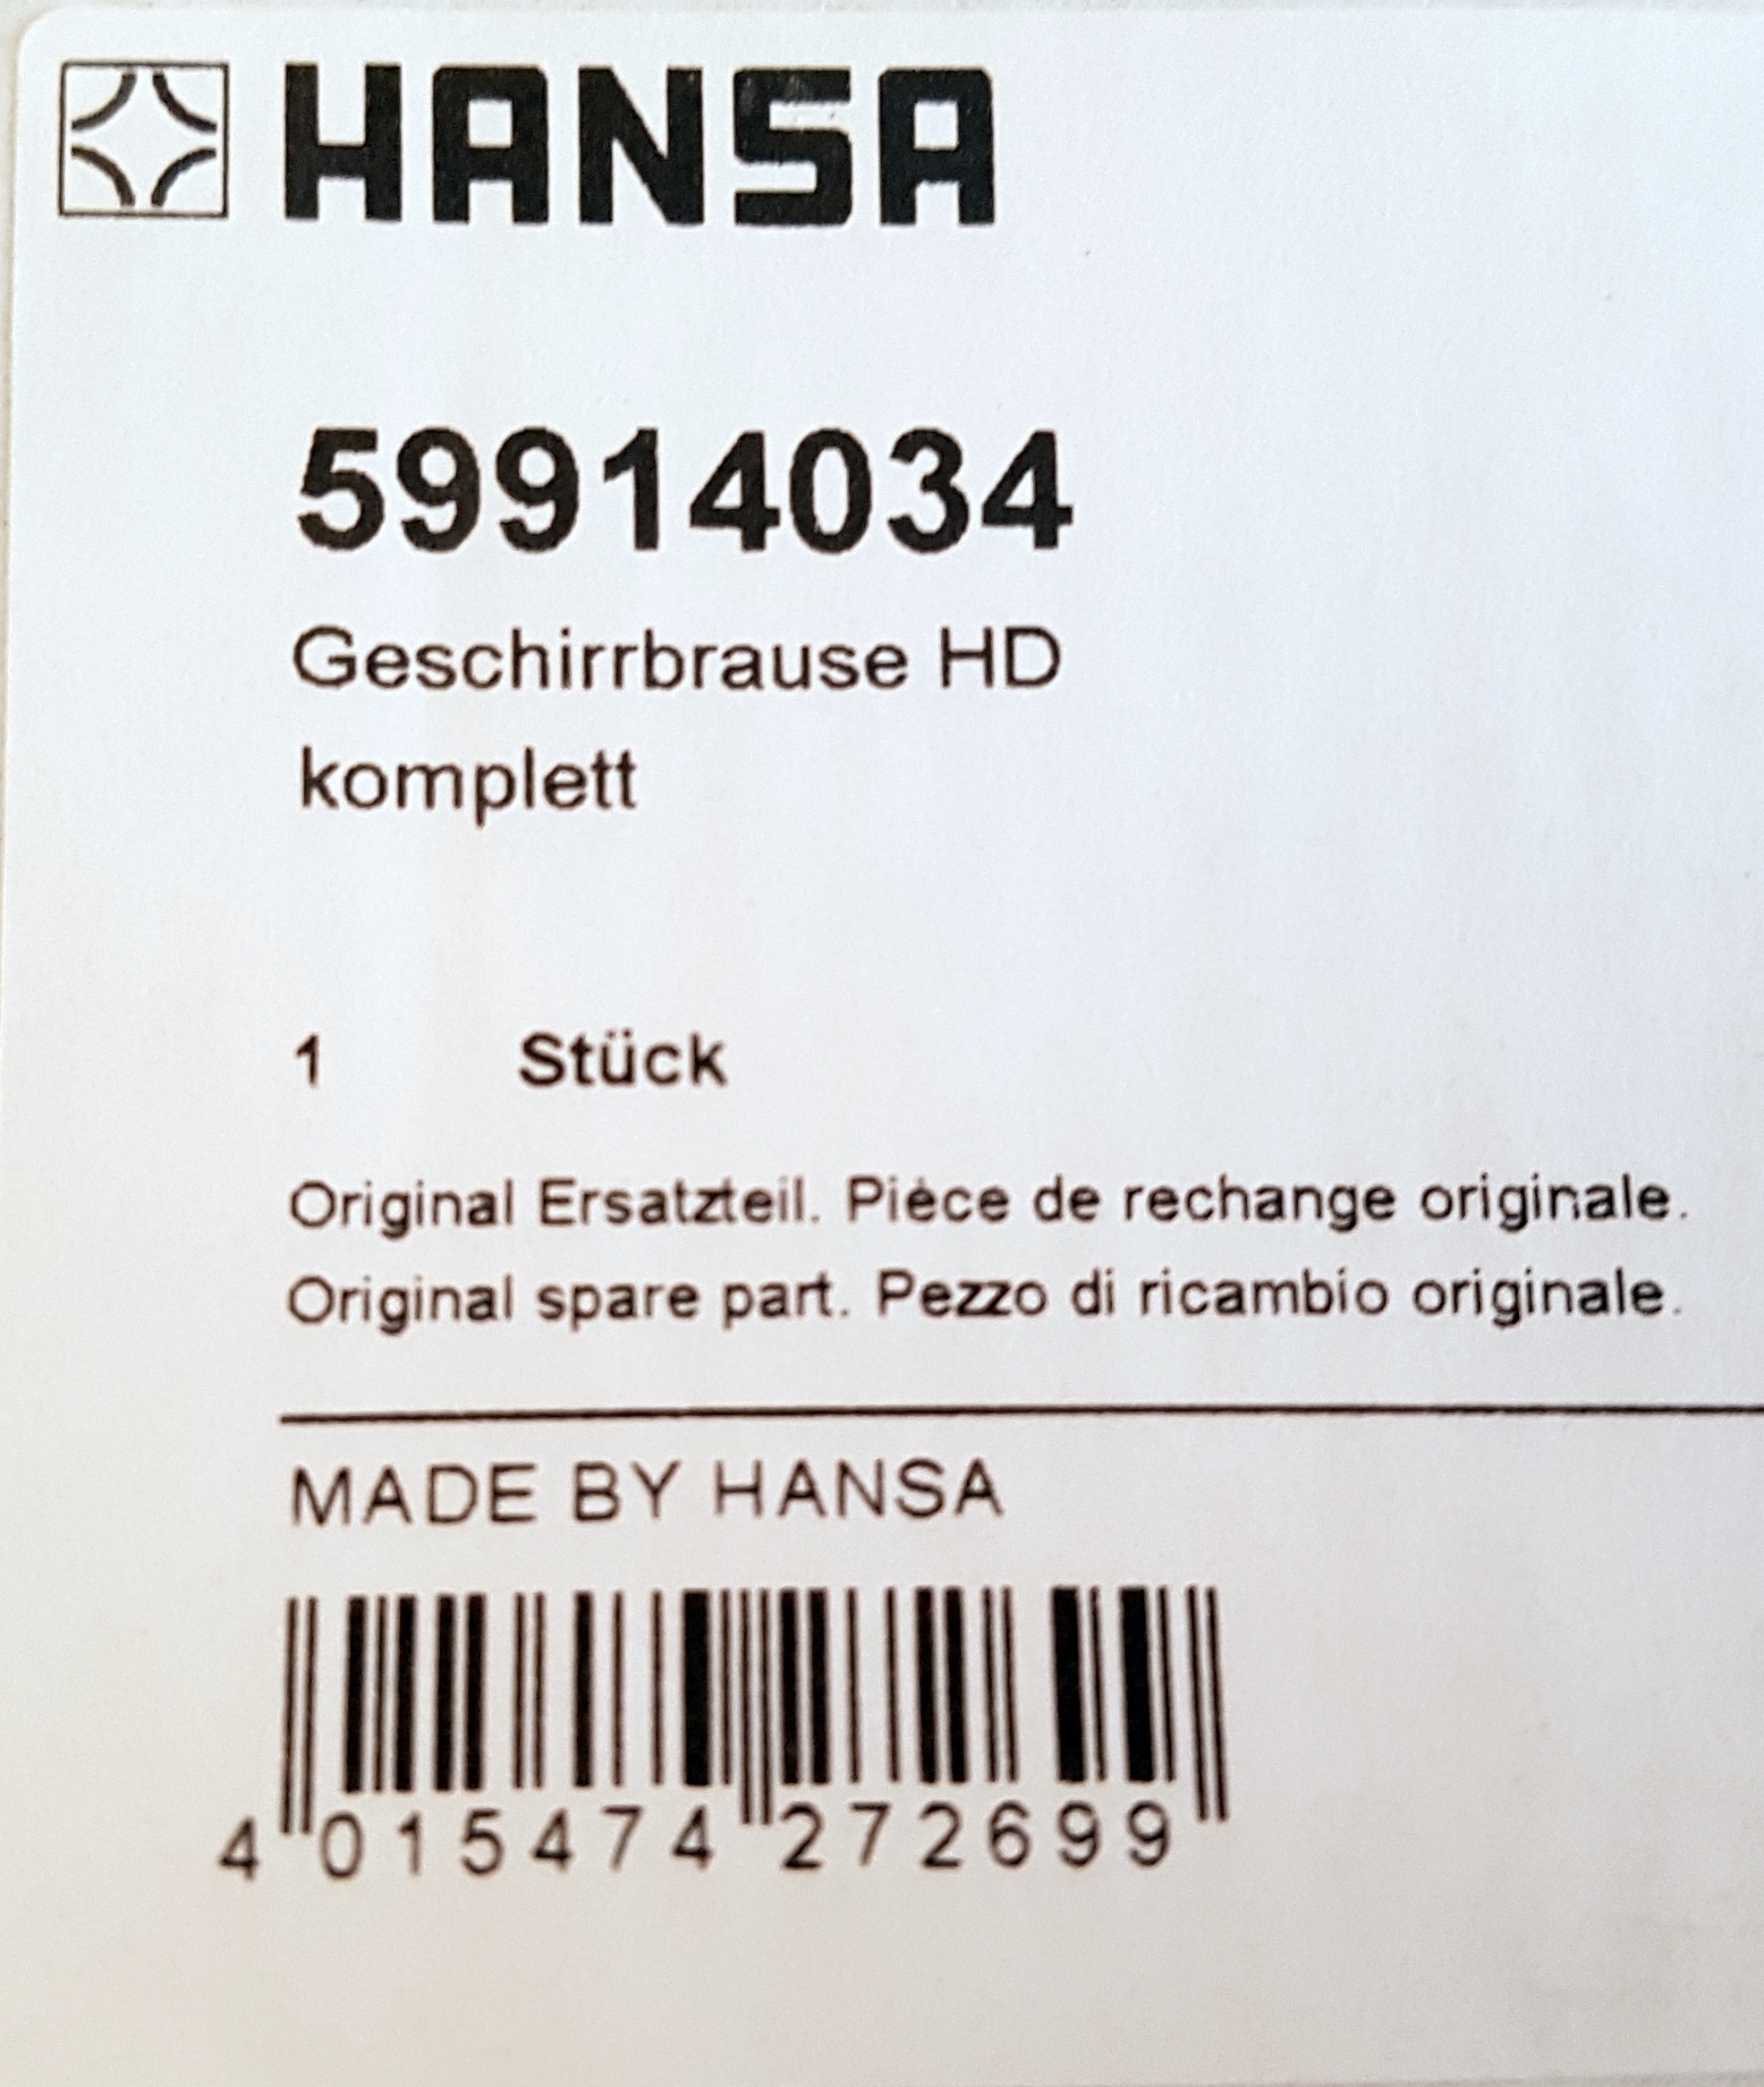 HANSA
59914034
Geschirrbrause HD
komplett
1 Stück
Original Ersatzteil. Pièce de rechange originale.
Original spare part. Pezzo di ricambio originale.
MADE BY HANSA
4 015474 272699